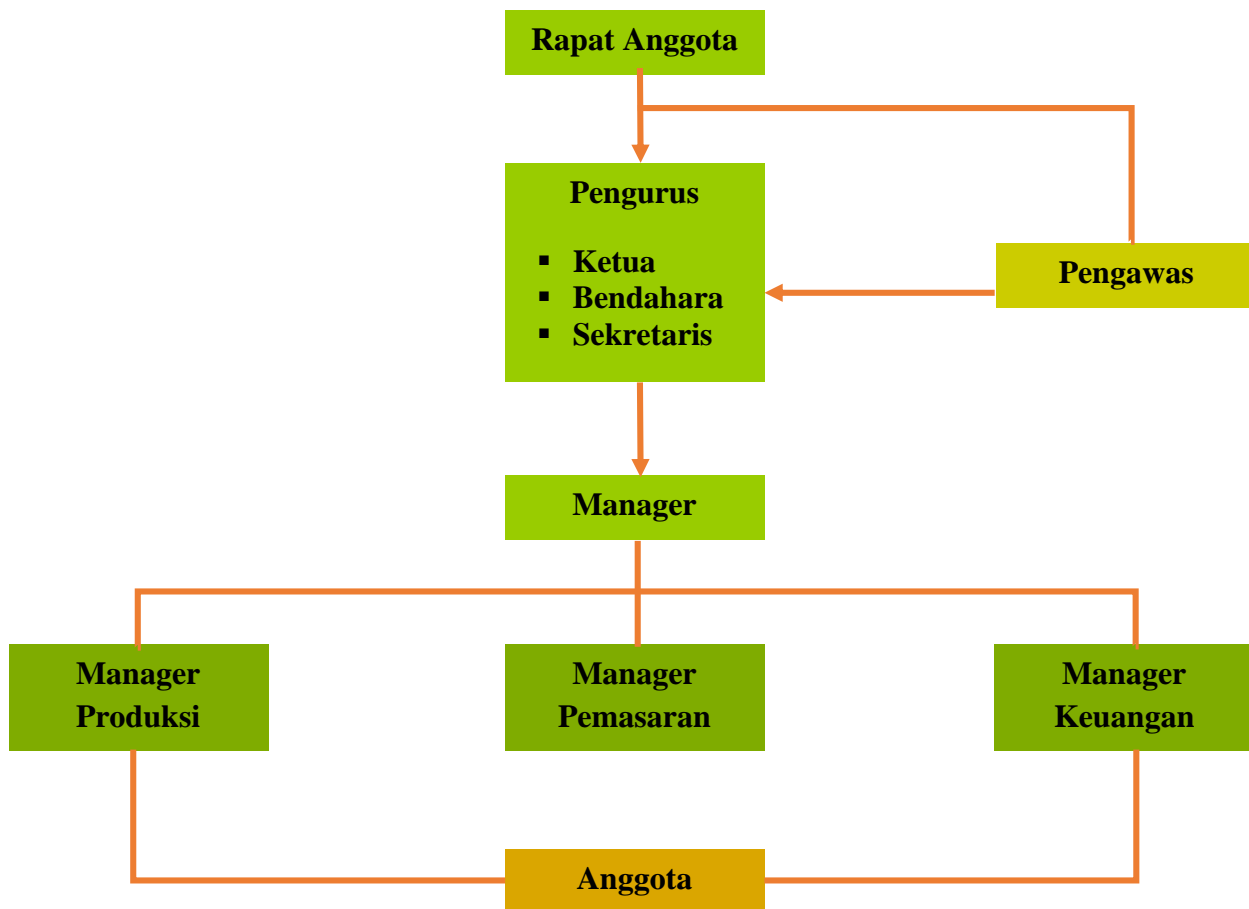 Rapat Anggota
Pengurus
▪ Ketua
▪ Bendahara
▪ Sekretaris
Pengawas
Manager
Manager
Produksi
Manager
Pemasaran
Manager
Keuangan
Anggota